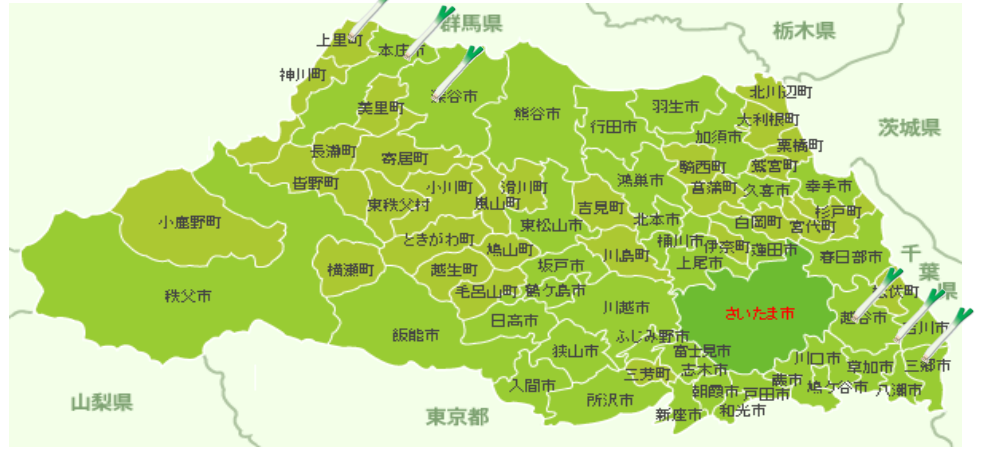 群馬県
栃木県
上里町
本庄市
神川町
美里町
深谷市
熊谷市
行田市
羽生市
加須市
北川辺町
大利根町
栗橋町
茨城県
長瀞町
寄居町
皆野町
小川町
嵐山町
滑川町
東秩父村
鴻巣市
騎西町
鷲宮町
菖蒲町
久喜市
幸手市
小鹿野町
吉見町
東松山市
北本市
白岡町
杉戸町
宮代町
ときがわ町
鳩山町
川島町
桶川市
伊奈町
蓮田市
上尾市
春日部市
千葉県
横瀬町
越生町
坂戸市
毛呂山町
鶴ヶ島市
秩父市
川越市
さいたま市
松伏町
越谷市
吉川市
日高市
飯能市
ふじみ野市
狭山市
富士見市
三芳町
志木市
川口市
草加市
三郷市
入間市
所沢市
朝霞市
戸田市
蕨市
鳩ケ谷市
八潮市
新座市
和光市
山梨県
東京都